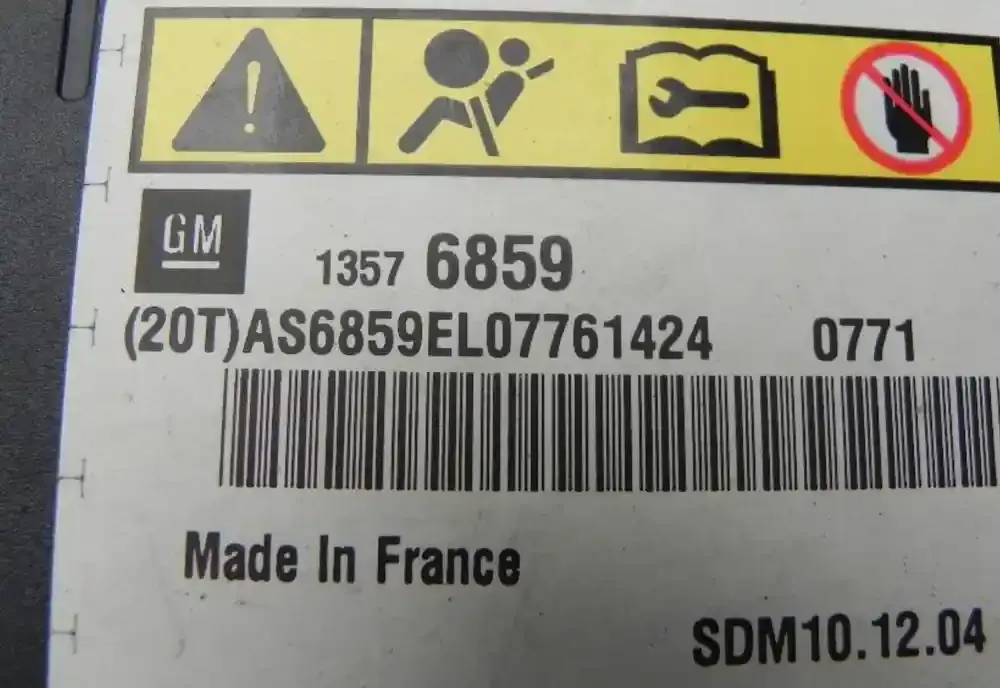 GM
1357 6859
(20T)AS6859EL07761424 0771
Made In France
SDM10.12.04